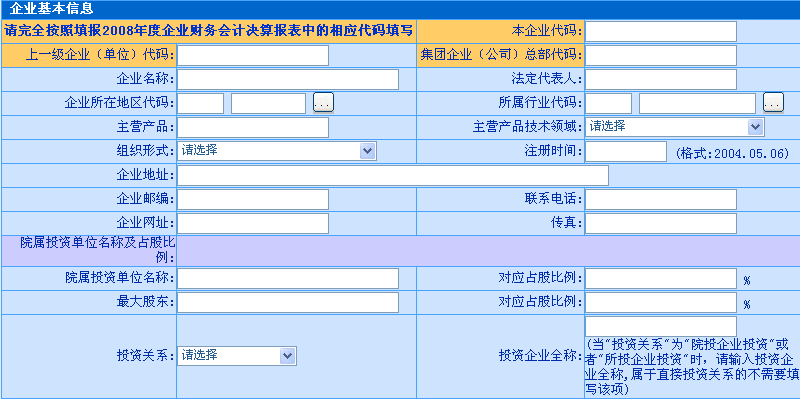 企业基本信息
请完全按照填报2008年度企业财务会计决算报表中的相应代码填写 本企业代码:
上一级企业（单位）代码: 集团企业（公司）总部代码:
企业名称: 法定代表人:
企业所在地区代码: ... 所属行业代码: ...
主营产品: 主营产品技术领域: 请选择
组织形式: 请选择 注册时间: (格式:2004.05.06)
企业地址:
企业邮编: 联系电话:
企业网址: 传真:
院属投资单位名称及占股比
例:
院属投资单位名称: 对应占股比例: %
最大股东: 对应占股比例: %
投资关系: 请选择 投资企业全称:
(当"投资关系"为"院投企业投资"或
者"所投企业投资"时，请输入投资企
业全称,属于直接投资关系的不需要填
写该项)